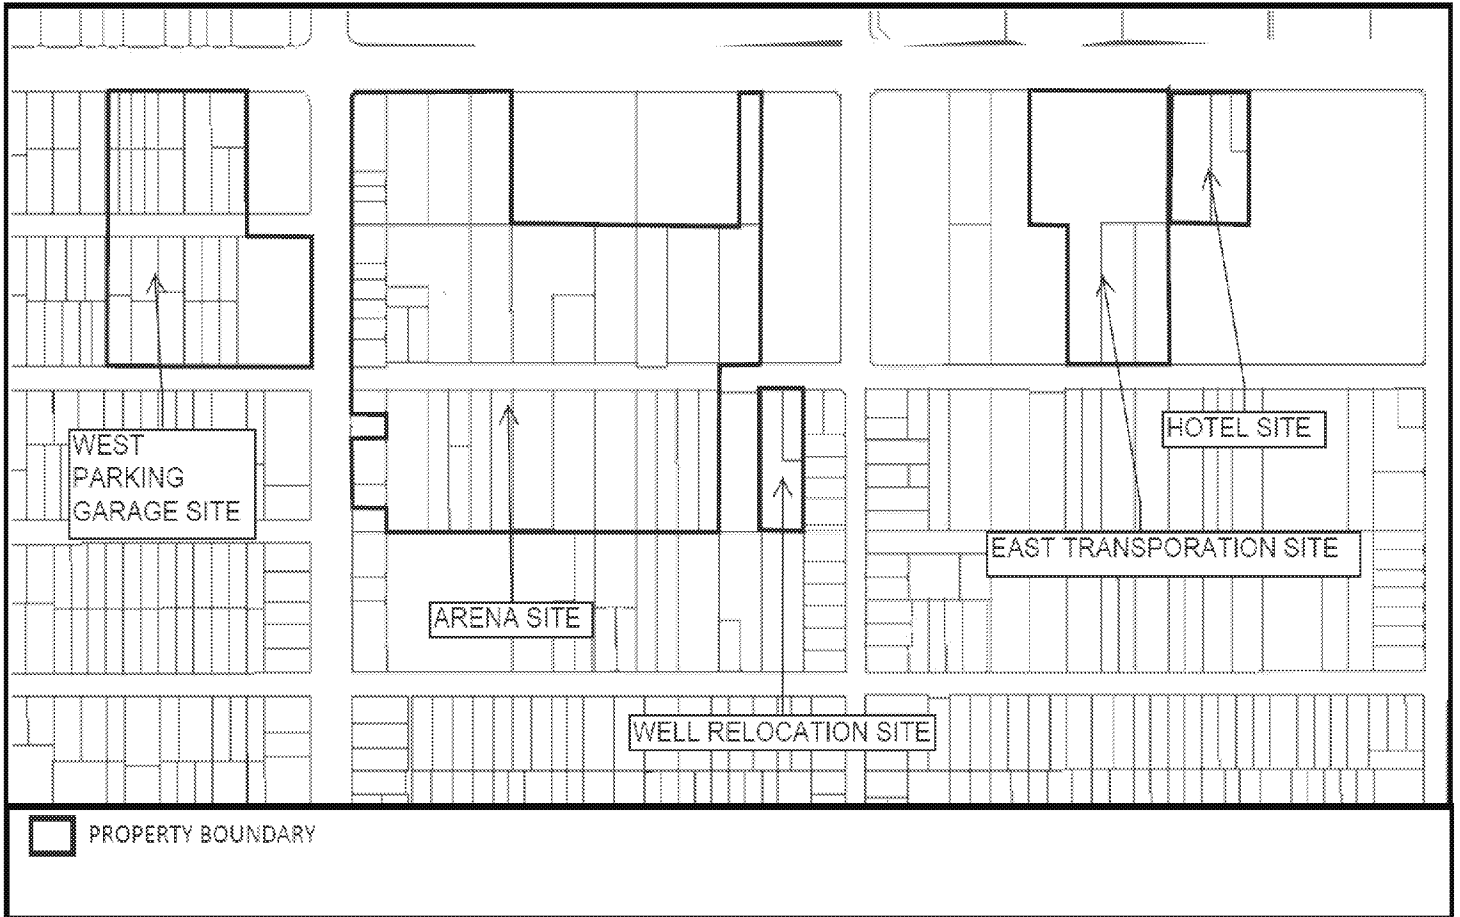 WEST
PARKING
GARAGE SITE
HOTEL SITE
EAST TRANSPORATION SITE
ARENA SITE
WELL RELOCATION SITE
PROPERTY BOUNDARY